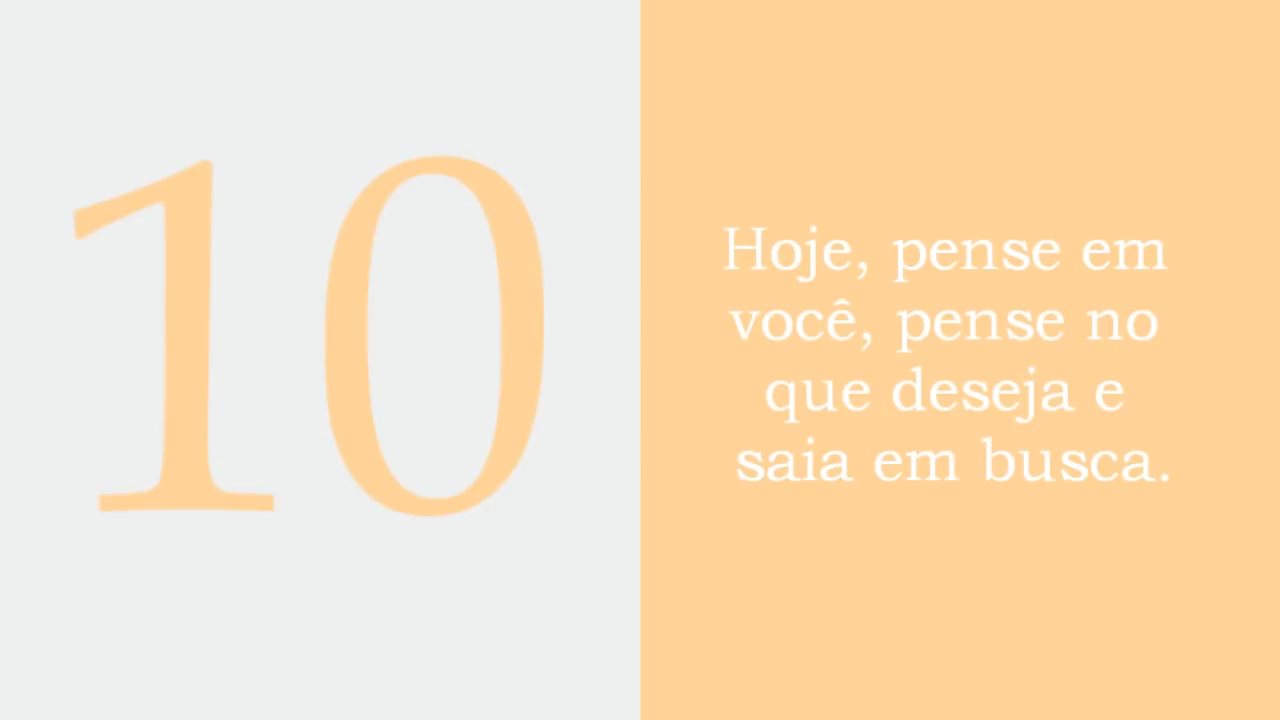 10
Hoje, pense em
você, pense no
que deseja e
saia em busca.